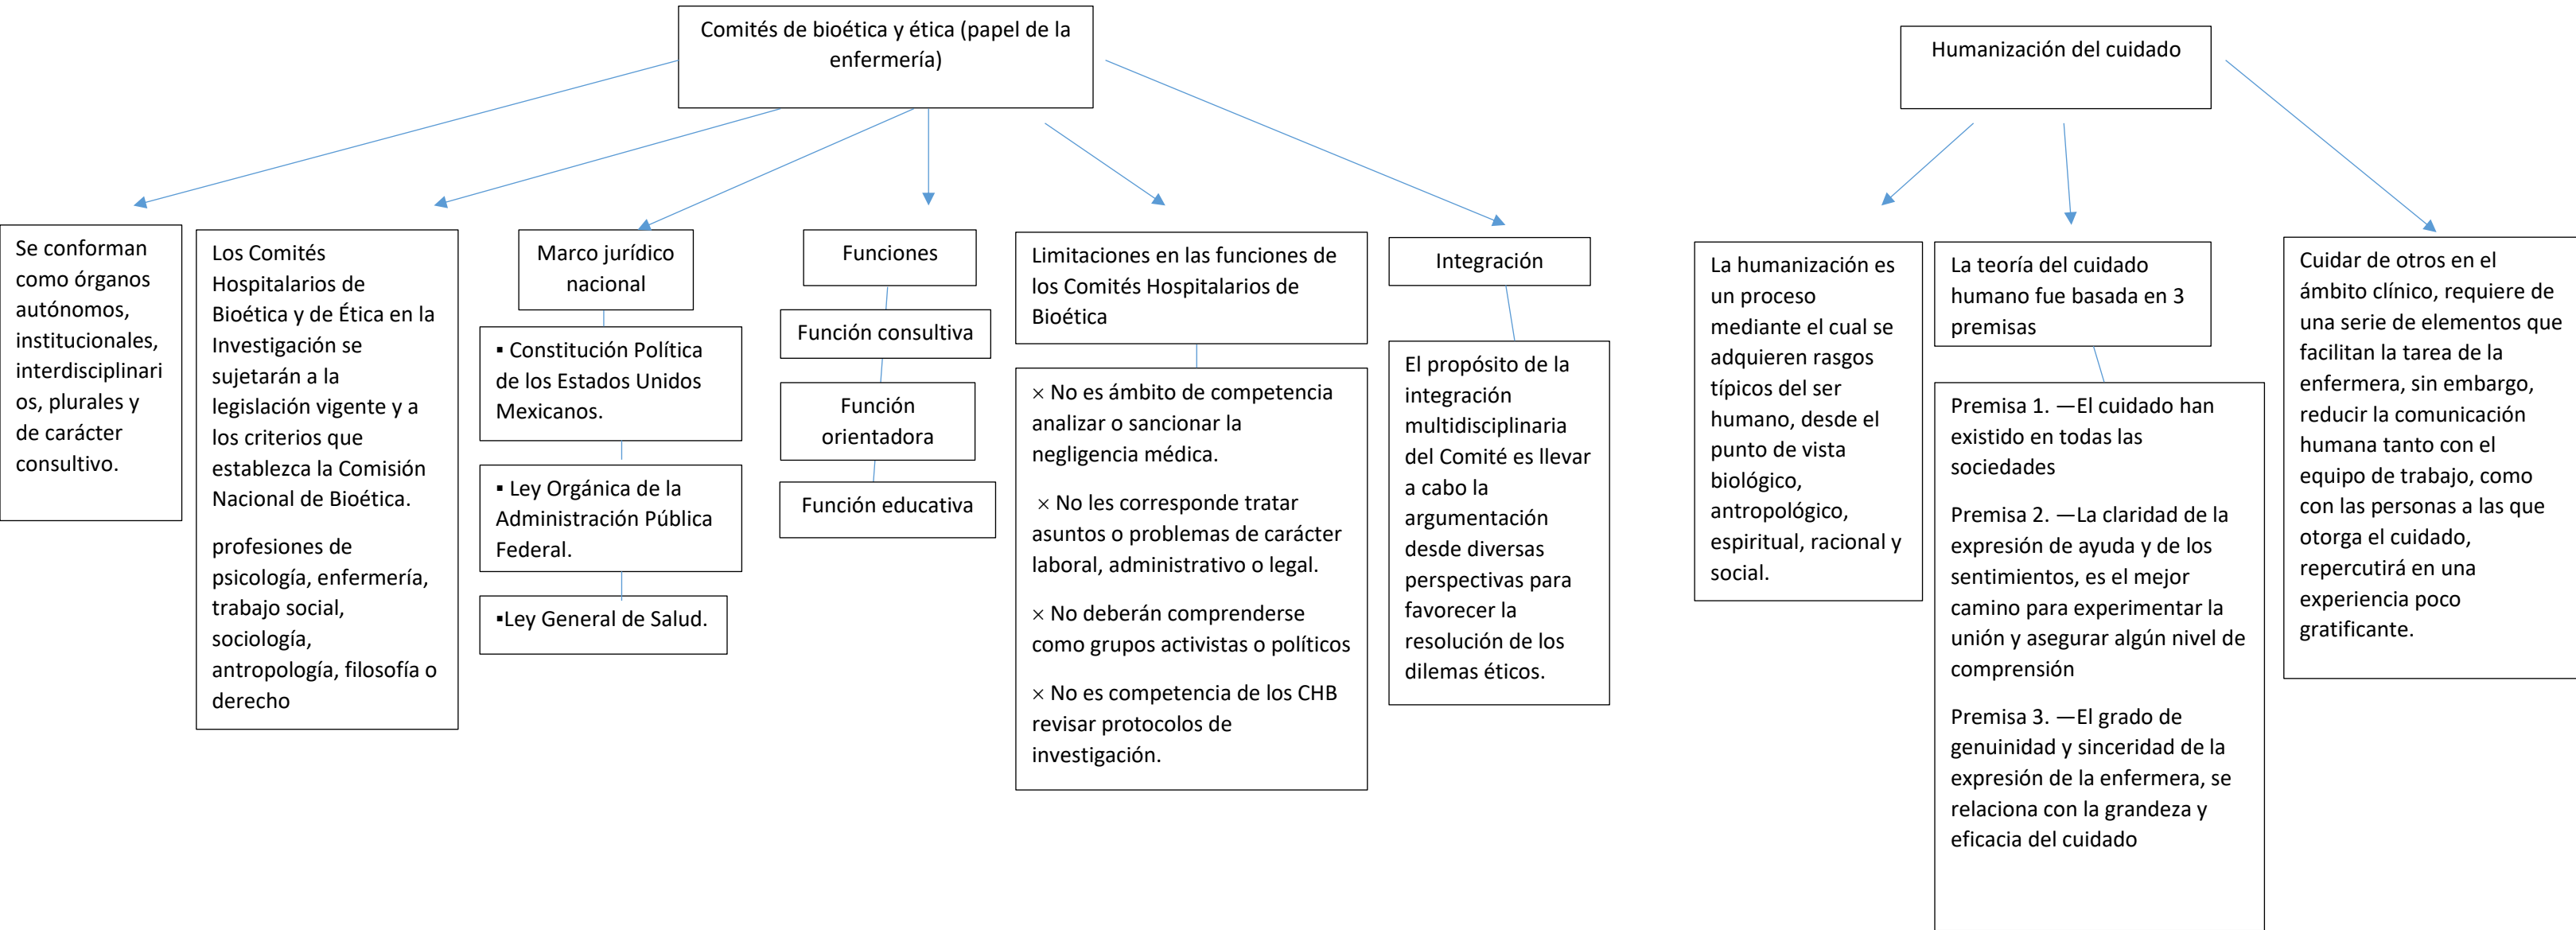 Comités de bioética y ética (papel de la
enfermería)
Se conforman
como órganos
autónomos,
institucionales,
interdisciplinari
os, plurales y
de carácter
consultivo.
Los Comités
Hospitalarios de
Bioética y de Ética en la
Investigación se
sujetarán a la
legislación vigente y a
los criterios que
establezca la Comisión
Nacional de Bioética.
profesiones de
psicología, enfermería,
trabajo social,
sociología,
antropología, filosofía o
derecho
Marco jurídico
nacional
▪ Constitución Política
de los Estados Unidos
Mexicanos.
▪ Ley Orgánica de la
Administración Pública
Federal.
▪Ley General de Salud.
Funciones
Función consultiva
Función
orientadora
Función educativa
Limitaciones en las funciones de
los Comités Hospitalarios de
Bioética
× No es ámbito de competencia
analizar o sancionar la
negligencia médica.
× No les corresponde tratar
asuntos o problemas de carácter
laboral, administrativo o legal.
× No deberán comprenderse
como grupos activistas o políticos
× No es competencia de los CHB
revisar protocolos de
investigación.
Integración
El propósito de la
integración
multidisciplinaria
del Comité es llevar
a cabo la
argumentación
desde diversas
perspectivas para
favorecer la
resolución de los
dilemas éticos.
Humanización del cuidado
La humanización es
un proceso
mediante el cual se
adquieren rasgos
típicos del ser
humano, desde el
punto de vista
biológico,
antropológico,
espiritual, racional y
social.
La teoría del cuidado
humano fue basada en 3
premisas
Premisa 1. —El cuidado han
existido en todas las
sociedades
Premisa 2. —La claridad de la
expresión de ayuda y de los
sentimientos, es el mejor
camino para experimentar la
unión y asegurar algún nivel de
comprensión
Premisa 3. —El grado de
genuinidad y sinceridad de la
expresión de la enfermera, se
relaciona con la grandeza y
eficacia del cuidado
Cuidar de otros en el
ámbito clínico, requiere de
una serie de elementos que
facilitan la tarea de la
enfermera, sin embargo,
reducir la comunicación
humana tanto con el
equipo de trabajo, como
con las personas a las que
otorga el cuidado,
repercutirá en una
experiencia poco
gratificante.